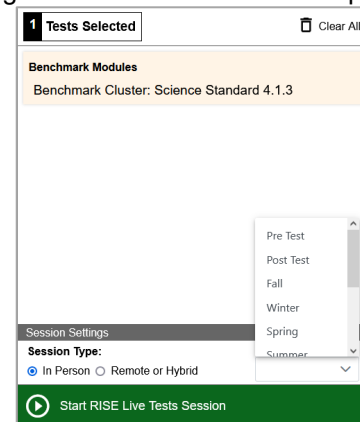 1 Tests Selected
Clear All
Benchmark Modules
Benchmark Cluster: Science Standard 4.1.3
Pre Test
Post Test
Fall
Winter
Spring
Summer
Session Settings
Session Type:
In Person
Remote or Hybrid
Start RISE Live Tests Session